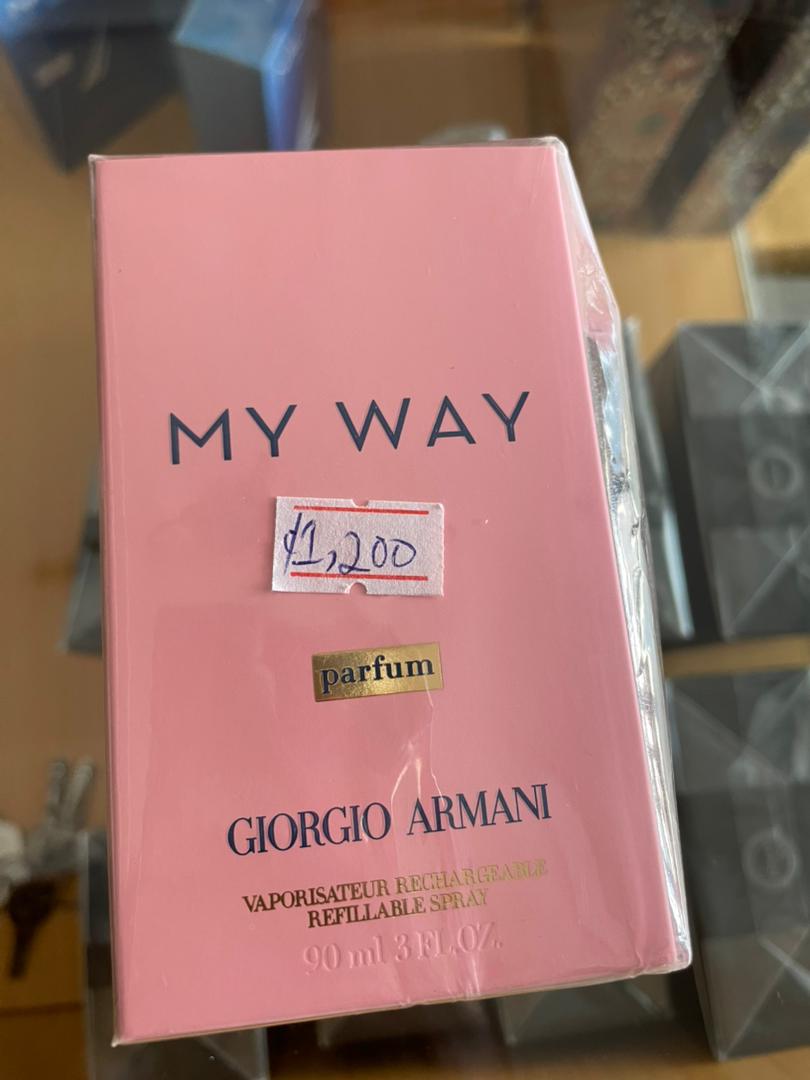 MY WAY
₵1,200
parfum
GIORGIO ARMANI
VAPORISATEUR RECHARGEABLE
REFILLABLE SPRAY
90 ml 3 FL.OZ.